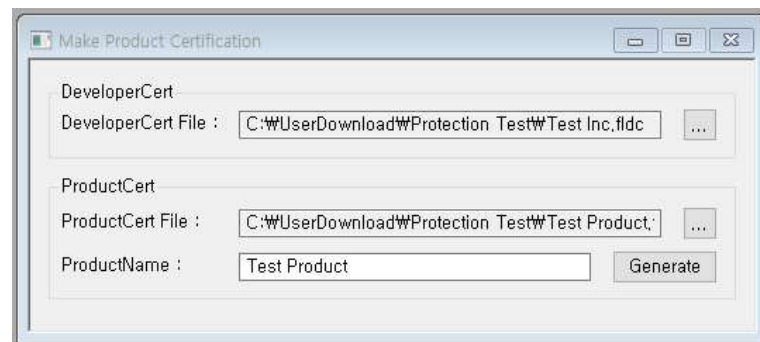 Make Product Certification
DeveloperCert
DeveloperCert File : C:₩UserDownload₩Protection Test₩Test Inc.fldc ...
ProductCert
ProductCert File : C:₩UserDownload₩Protection Test₩Test Product. ...
ProductName : Test Product Generate